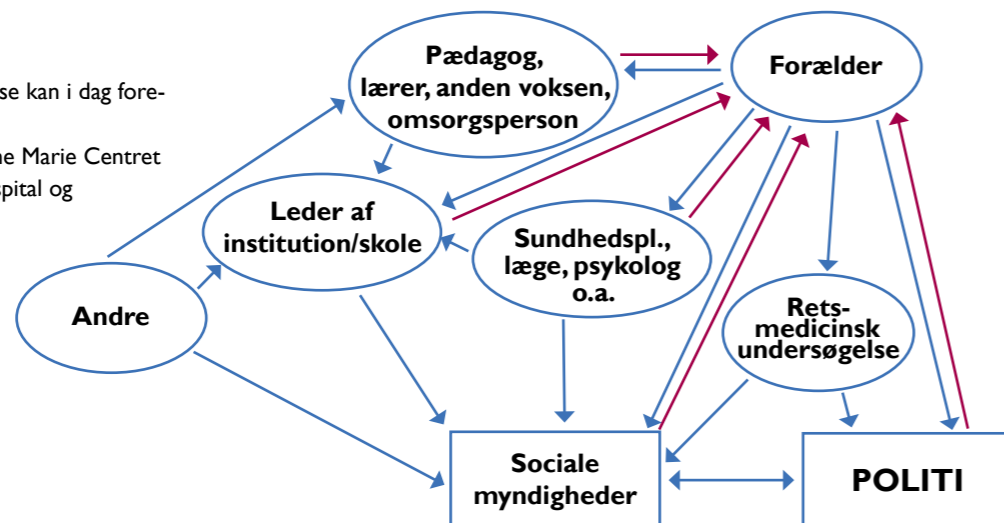 se kan i dag fore-
ne Marie Centret
spital og
Pædagog,
lærer, anden voksen,
omsorgsperson
Forælder
Leder af
institution/skole
Sundhedspl.,
læge, psykolog
o.a.
Andre
Rets-
medicinsk
undersøgelse
Sociale
myndigheder
POLITI